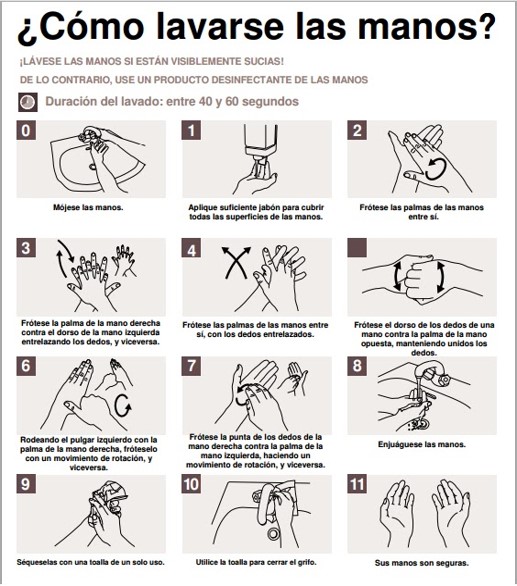 ¿Cómo lavarse las manos?
¡LÁVESE LAS MANOS SI ESTÁN VISIBLEMENTE SUCIAS!
DE LO CONTRARIO, USE UN PRODUCTO DESINFECTANTE DE LAS MANOS
Duración del lavado: entre 40 y 60 segundos
0
Mójese las manos.
1
Aplique suficiente jabón para cubrir
todas las superficies de las manos.
2
Frótese las palmas de las manos
entre sí.
3
Frótese la palma de la mano derecha
contra el dorso de la mano izquierda
entrelazando los dedos, y viceversa.
4
Frótese las palmas de las manos entre
sí, con los dedos entrelazados.
Frótese el dorso de los dedos de una
mano contra la palma de la mano
opuesta, manteniendo unidos los
dedos.
6
Rodeando el pulgar izquierdo con la
palma de la mano derecha, fróteselo
con un movimiento de rotación, y
viceversa.
7
Frótese la punta de los dedos de la
mano derecha contra la palma de la
mano izquierda, haciendo un
movimiento de rotación, y viceversa.
8
Enjuáguese las manos.
9
Séqueselas con una toalla de un solo uso.
10
Utilice la toalla para cerrar el grifo.
11
Sus manos son seguras.